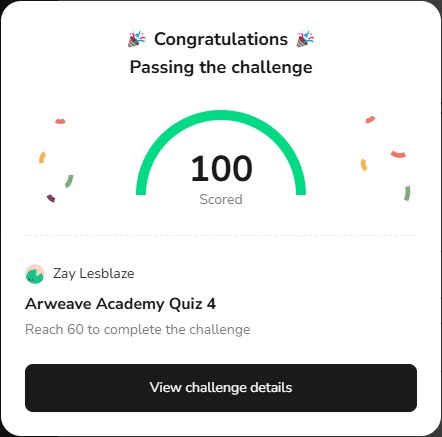 🎉 Congratulations 🎉
Passing the challenge
100
Scored
Zay Lesblaze
Arweave Academy Quiz 4
Reach 60 to complete the challenge
View challenge details